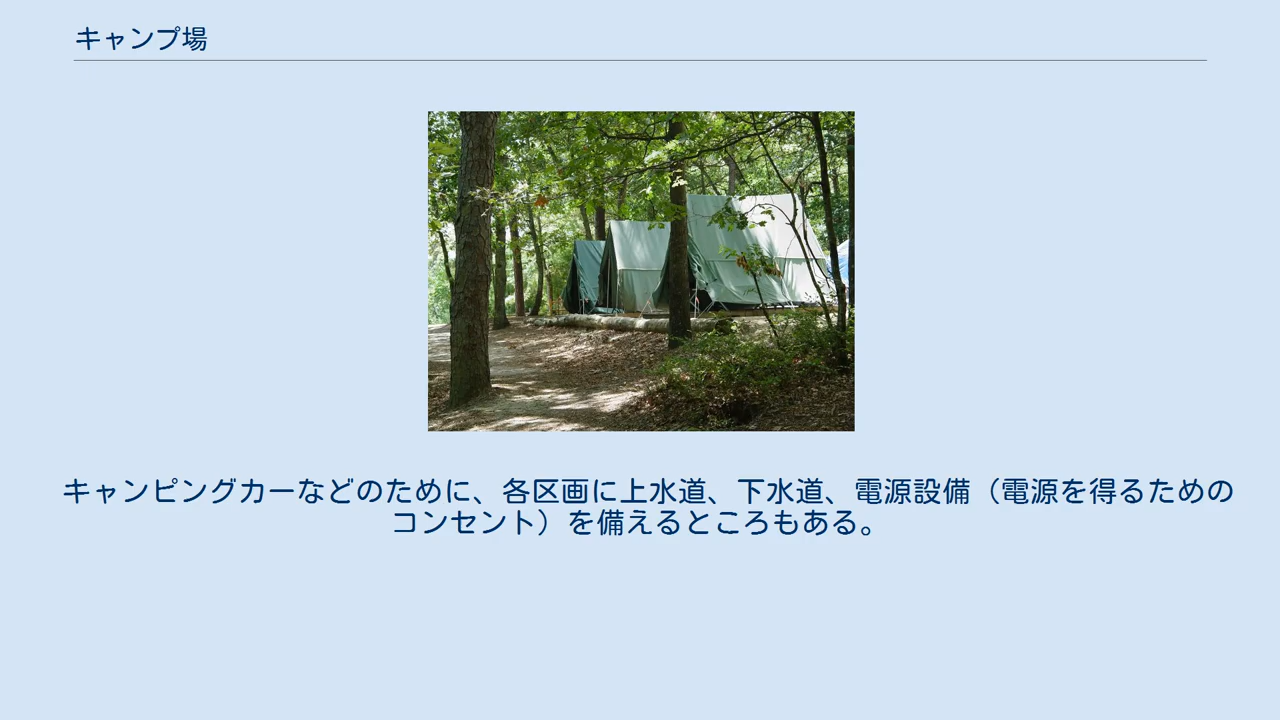 キャンプ場
キャンピングカーなどのために、各区画に上水道、下水道、電源設備（電源を得るための
コンセント）を備えるところもある。